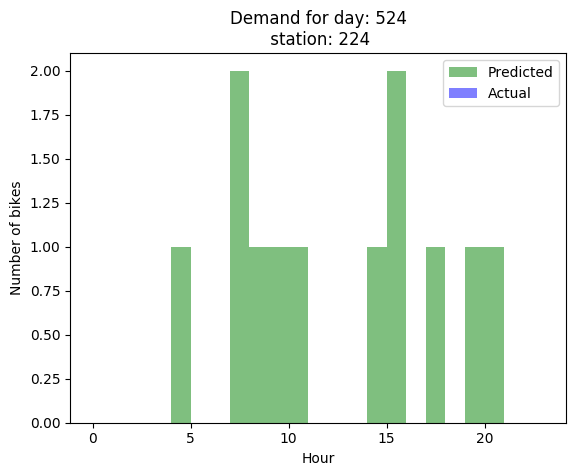 Demand for day: 524
station: 224
Predicted
Actual
2.00
1.75
1.50
1.25
1.00
0.75
0.50
0.25
0.00
Number of bikes
0 5 10 15 20
Hour